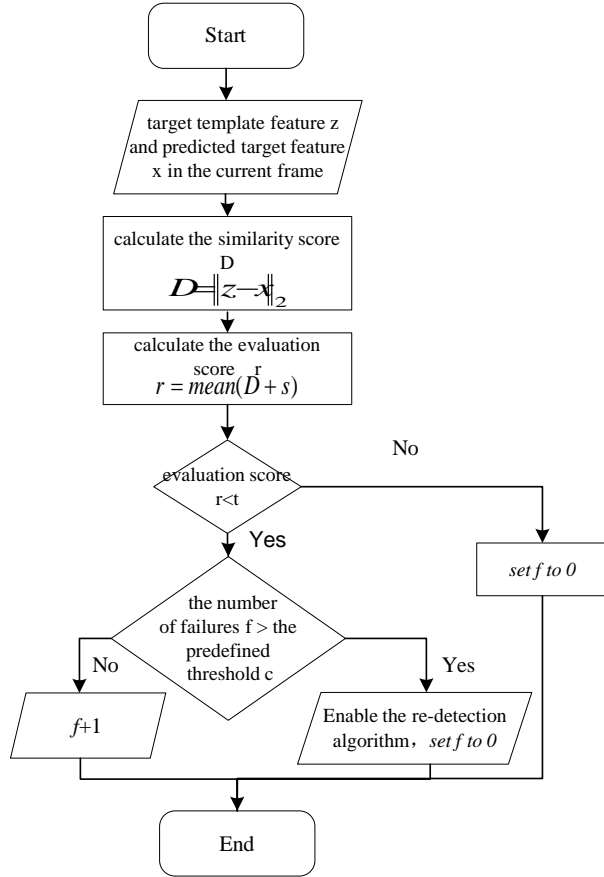 Start
target template feature z
and predicted target feature
x in the current frame
calculate the similarity score
D
D=‖z−x‖₂
calculate the evaluation
score r
r = mean(D + s)
evaluation score
r<t
No
Yes
set f to 0
the number
of failures f > the
predefined
threshold c
No
Yes
f+1
Enable the re-detection
algorithm，set f to 0
End